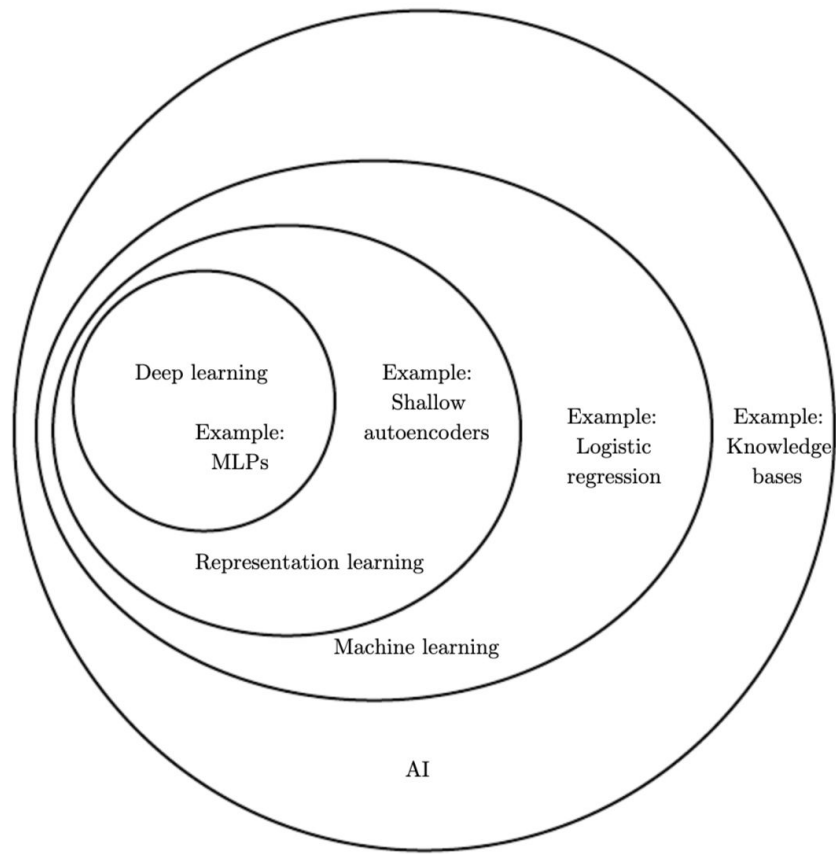 Deep learning
Example:
MLPs
Example:
Shallow
autoencoders
Example:
Logistic
regression
Example:
Knowledge
bases
Representation learning
Machine learning
AI